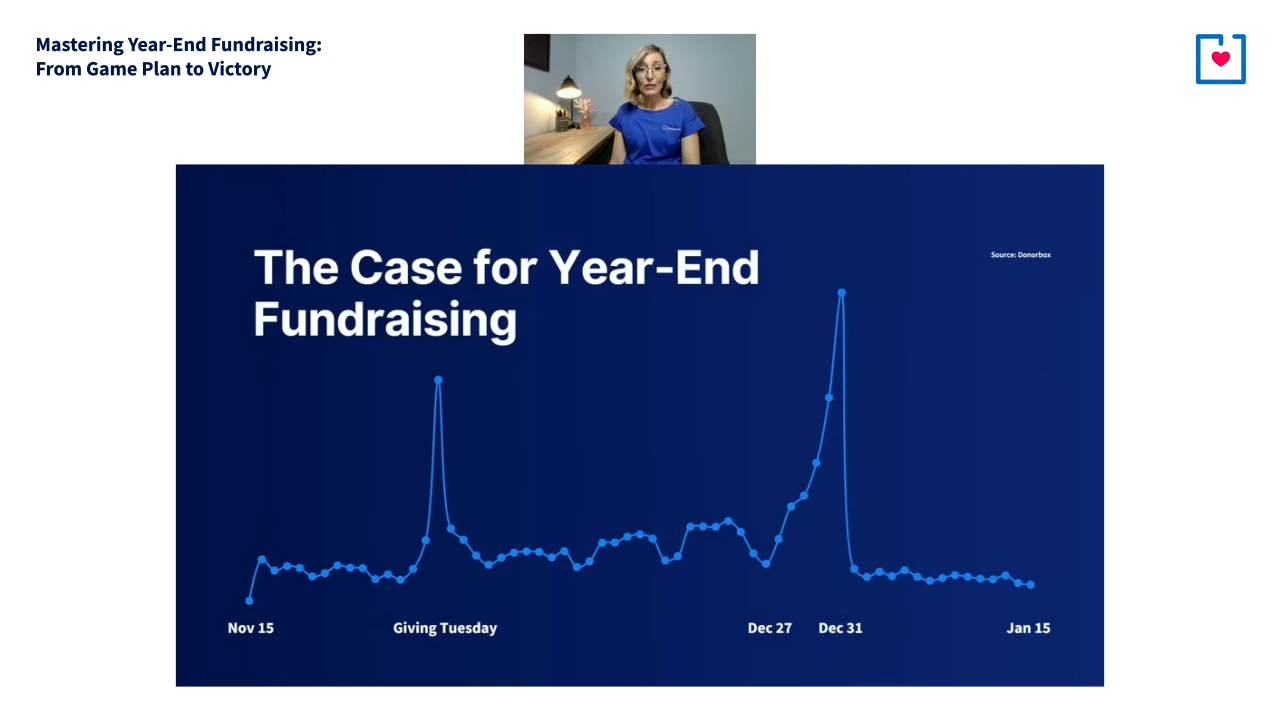 Mastering Year-End Fundraising:
From Game Plan to Victory
The Case for Year-End
Fundraising
Source: Donorbox
Nov 15
Giving Tuesday
Dec 27
Dec 31
Jan 15